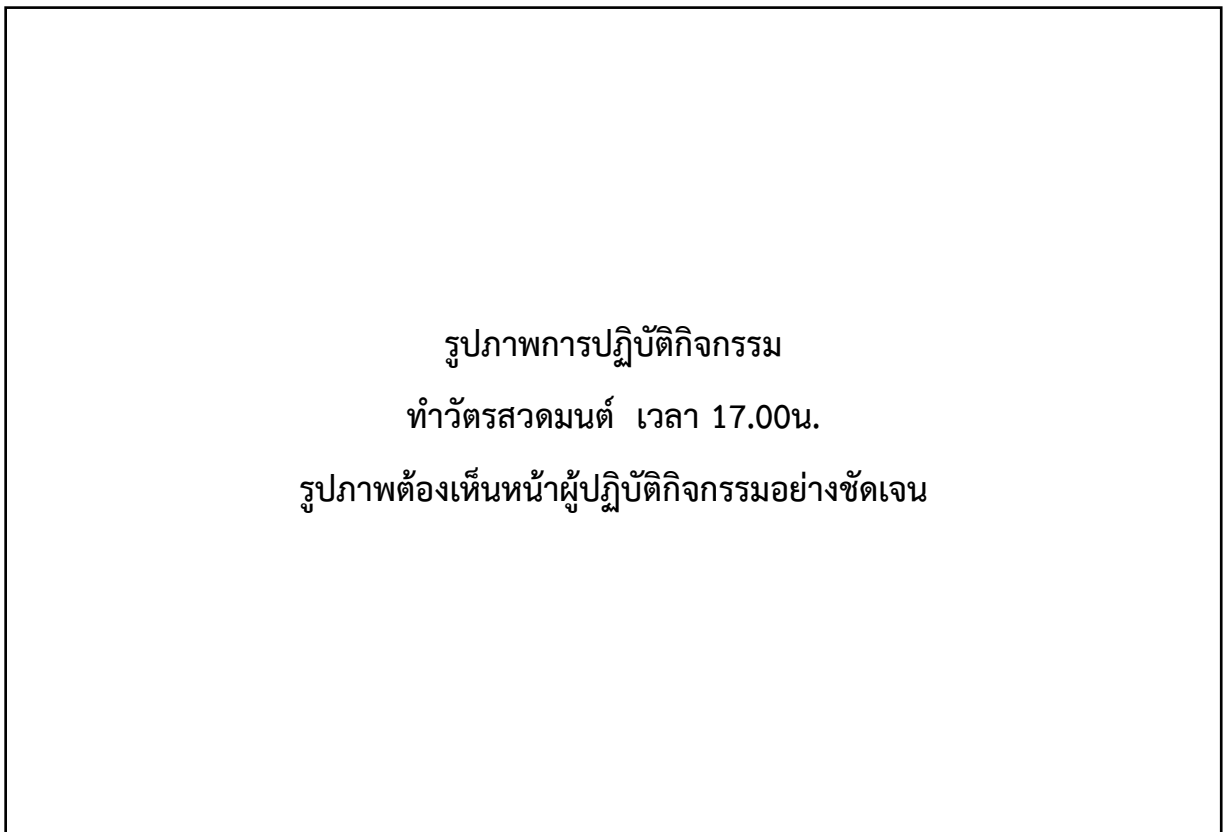 รูปภาพการปฏิบัติกิจกรรม
ทำวัตรสวดมนต์  เวลา 17.00น.
รูปภาพต้องเห็นหน้าผู้ปฏิบัติกิจกรรมอย่างชัดเจน